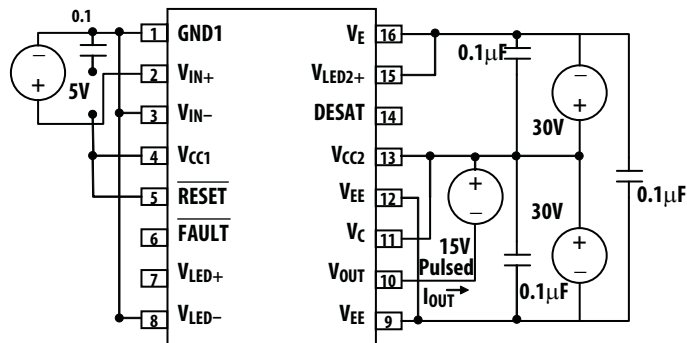 0.1
5V
1 GND1
2 VIN+
3 VIN-
4 VCC1
5 RESET
6 FAULT
7 VLED+
8 VLED-
VE 16
VLED2+ 15
DESAT 14
VCC2 13
VEE 12
VC 11
VOUT 10
VEE 9
0.1µF
30V
0.1µF
30V
15V
Pulsed
IOUT
0.1µF